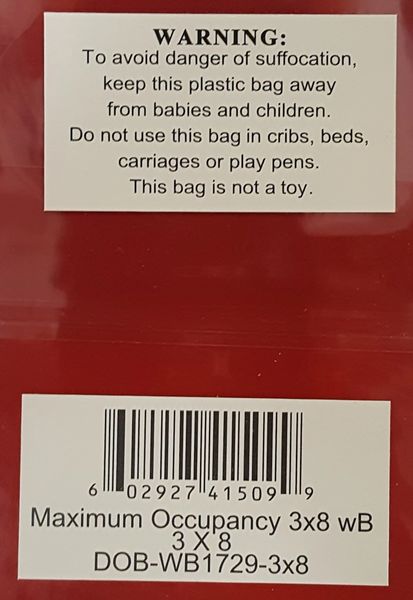 WARNING:
To avoid danger of suffocation,
keep this plastic bag away
from babies and children.
Do not use this bag in cribs, beds,
carriages or play pens.
This bag is not a toy.
6 02927 41509 9
Maximum Occupancy 3x8 wB
3 X 8
DOB-WB1729-3x8